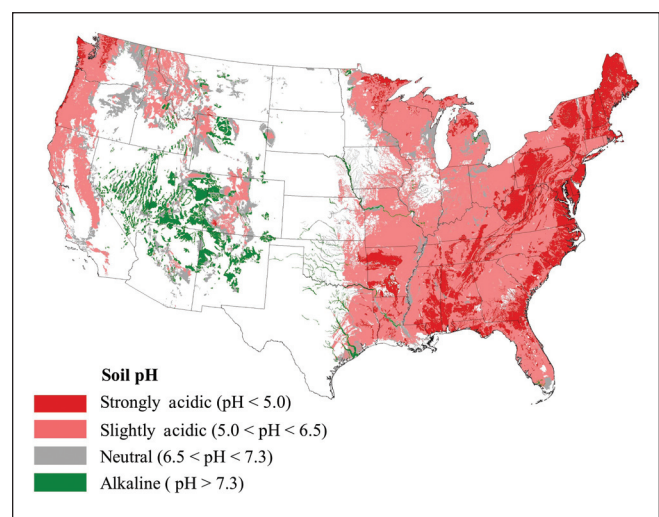 Soil pH
Strongly acidic (pH < 5.0)
Slightly acidic (5.0 < pH < 6.5)
Neutral (6.5 < pH < 7.3)
Alkaline ( pH > 7.3)